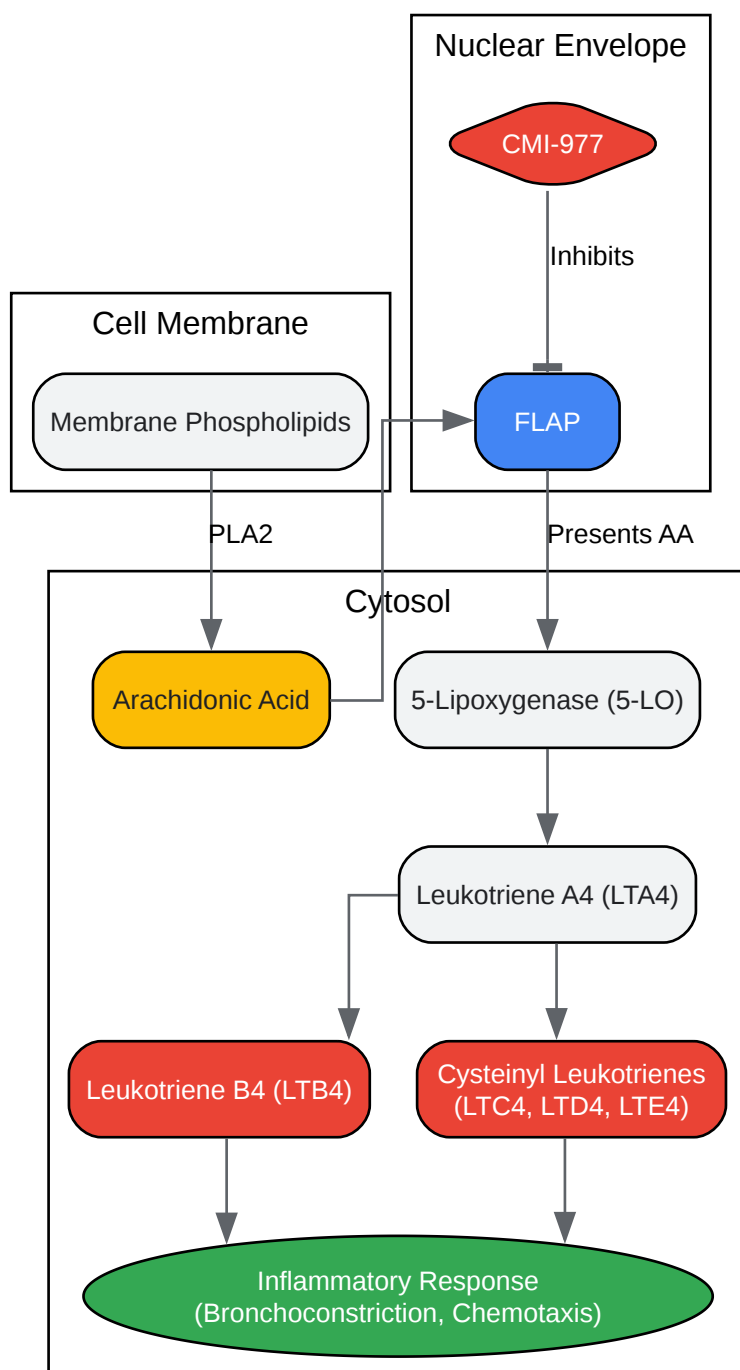 Nuclear Envelope
CMI-977
Inhibits
Cell Membrane
Membrane Phospholipids
FLAP
PLA2
Presents AA
Cytosol
Arachidonic Acid
5-Lipoxygenase (5-LO)
Leukotriene A4 (LTA4)
Leukotriene B4 (LTB4)
Cysteinyl Leukotrienes
(LTC4, LTD4, LTE4)
Inflammatory Response
(Bronchoconstriction, Chemotaxis)